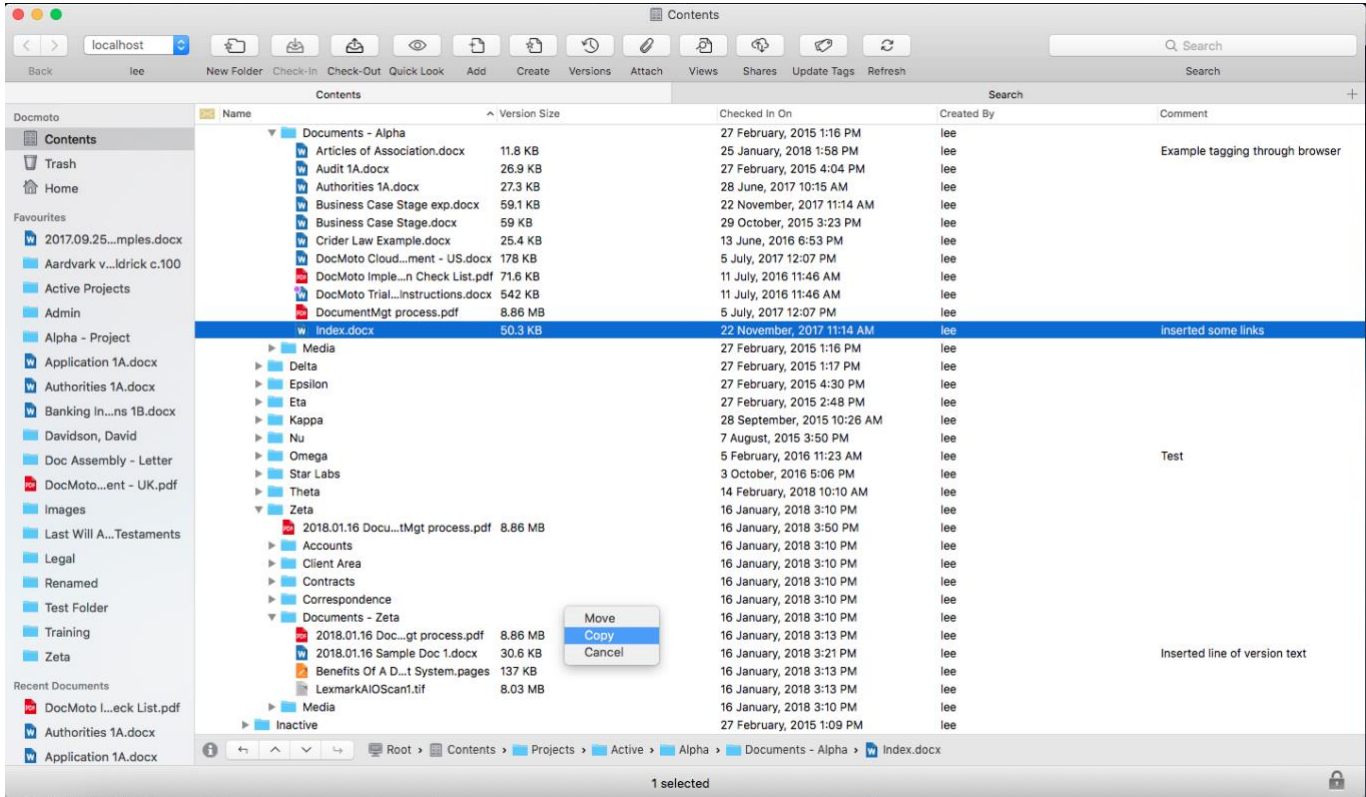 Contents
localhost
Search
Back lee New Folder Check-In Check-Out Quick Look Add Create Versions Attach Views Shares Update Tags Refresh Search
Contents Search
Docmoto
Contents
Trash
Home
Favourites
2017.09.25...mples.docx
Aardvark v...ldrick c.100
Active Projects
Admin
Alpha - Project
Application 1A.docx
Authorities 1A.docx
Banking In...ns 1B.docx
Davidson, David
Doc Assembly - Letter
DocMoto...ent - UK.pdf
Images
Last Will A...Testaments
Legal
Renamed
Test Folder
Training
Zeta
Recent Documents
DocMoto I...eck List.pdf
Authorities 1A.docx
Application 1A.docx
Name Version Size Checked In On Created By Comment
Documents - Alpha 27 February, 2015 1:16 PM lee
Articles of Association.docx 11.8 KB 25 January, 2018 1:58 PM lee Example tagging through browser
Audit 1A.docx 26.9 KB 27 February, 2015 4:04 PM lee
Authorities 1A.docx 27.3 KB 28 June, 2017 10:15 AM lee
Business Case Stage exp.docx 59.1 KB 22 November, 2017 11:14 AM lee
Business Case Stage.docx 59 KB 29 October, 2015 3:23 PM lee
Crider Law Example.docx 25.4 KB 13 June, 2016 6:53 PM lee
DocMoto Cloud...ment - US.docx 178 KB 5 July, 2017 12:07 PM lee
DocMoto Imple...n Check List.pdf 71.6 KB 11 July, 2016 11:46 AM lee
DocMoto Trial...Instructions.docx 542 KB 11 July, 2016 11:46 AM lee
DocumentMgt process.pdf 8.86 MB 5 July, 2017 12:07 PM lee
Index.docx 50.3 KB 22 November, 2017 11:14 AM lee inserted some links
Media 27 February, 2015 1:16 PM lee
Delta 27 February, 2015 1:17 PM lee
Epsilon 27 February, 2015 4:30 PM lee
Eta 27 February, 2015 2:48 PM lee
Kappa 28 September, 2015 10:26 AM lee
Nu 7 August, 2015 3:50 PM lee
Omega 5 February, 2016 11:23 AM lee Test
Star Labs 3 October, 2016 5:06 PM lee
Theta 14 February, 2018 10:10 AM lee
Zeta 16 January, 2018 3:10 PM lee
2018.01.16 Docu...tMgt process.pdf 8.86 MB 16 January, 2018 3:50 PM lee
Accounts 16 January, 2018 3:10 PM lee
Client Area 16 January, 2018 3:10 PM lee
Contracts 16 January, 2018 3:10 PM lee
Correspondence 16 January, 2018 3:10 PM lee
Documents - Zeta 16 January, 2018 3:10 PM lee
2018.01.16 Doc...gt process.pdf 8.86 MB 16 January, 2018 3:13 PM lee
2018.01.16 Sample Doc 1.docx 30.6 KB 16 January, 2018 3:21 PM lee Inserted line of version text
Benefits Of A D...t System.pages 137 KB 16 January, 2018 3:13 PM lee
LexmarkAIOScan1.tif 8.03 MB 16 January, 2018 3:13 PM lee
Media 16 January, 2018 3:10 PM lee
Inactive 27 February, 2015 1:09 PM lee
Move
Copy
Cancel
Root › Contents › Projects › Active › Alpha › Documents - Alpha › Index.docx
1 selected